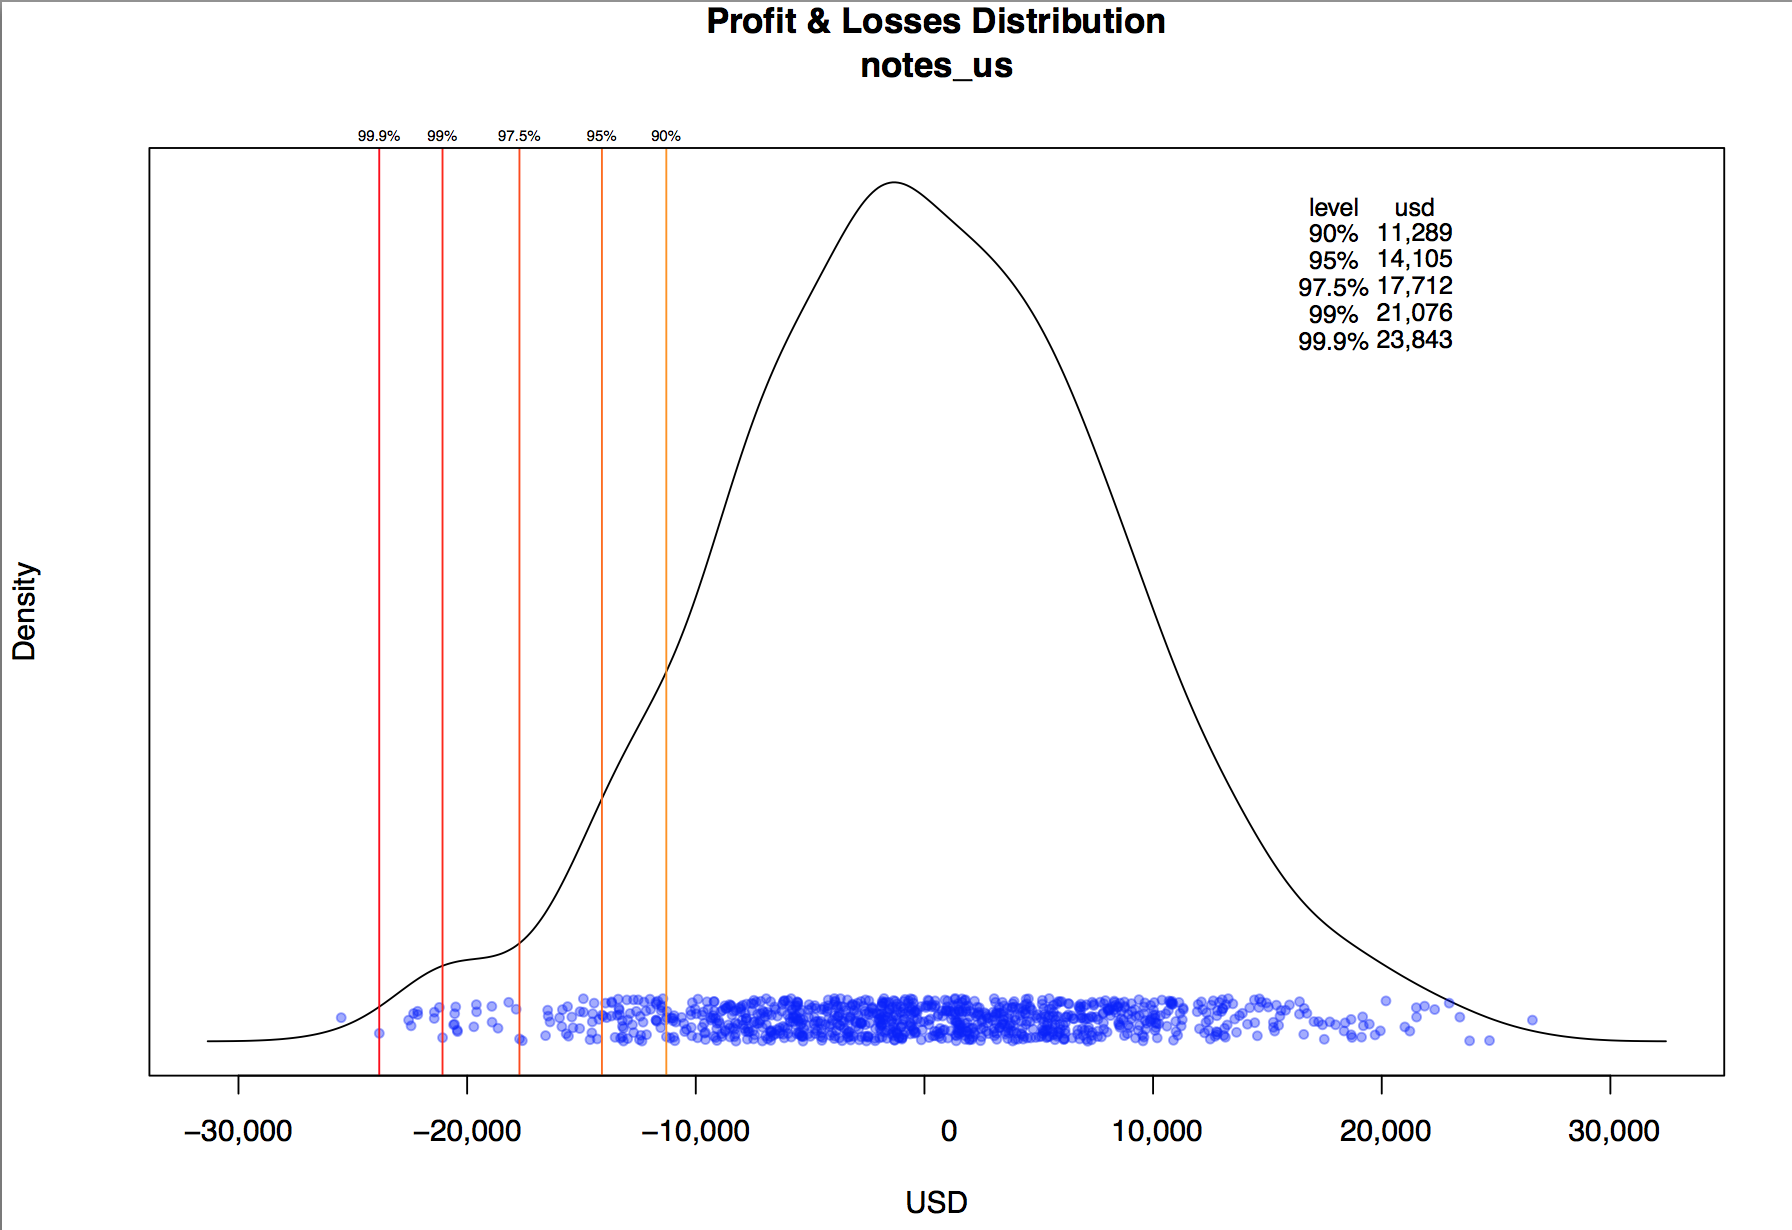 Profit & Losses Distribution
notes_us
99.9% 99% 97.5% 95% 90%
level usd
90% 11,289
95% 14,105
97.5% 17,712
99% 21,076
99.9% 23,843
Density
−30,000 −20,000 −10,000 0 10,000 20,000 30,000
USD